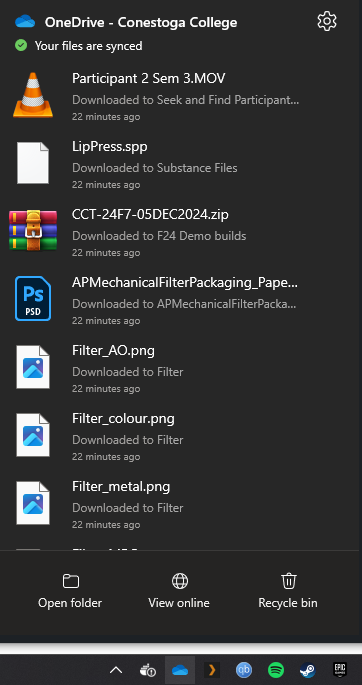 OneDrive - Conestoga College
Your files are synced
Participant 2 Sem 3.MOV
Downloaded to Seek and Find Participant...
22 minutes ago
LipPress.spp
Downloaded to Substance Files
22 minutes ago
CCT-24F7-05DEC2024.zip
Downloaded to F24 Demo builds
22 minutes ago
Ps
PSD
APMechanicalFilterPackaging_Pape...
Downloaded to APMechanicalFilterPacka...
22 minutes ago
Filter_AO.png
Downloaded to Filter
22 minutes ago
Filter_colour.png
Downloaded to Filter
22 minutes ago
Filter_metal.png
Downloaded to Filter
22 minutes ago
Open folder
View online
Recycle bin
qb
EPIC